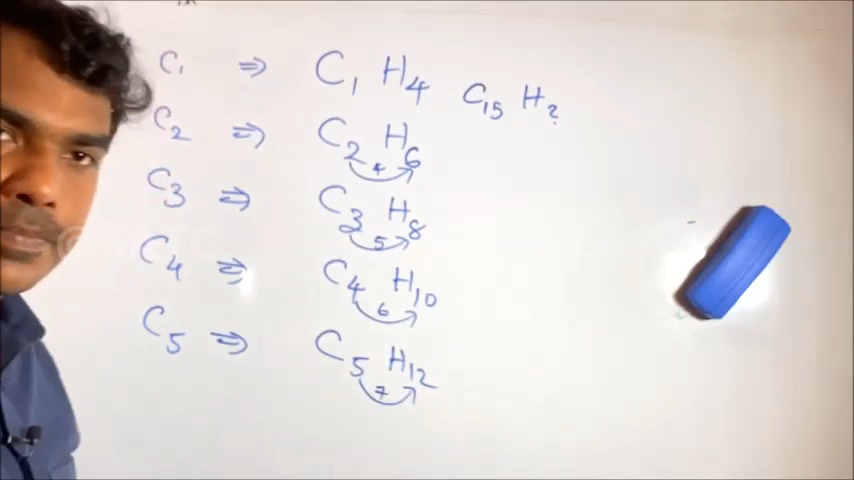 C₁ ⇒ C₁ H₄ C₁₅ H?
C₂ ⇒ C₂ H₆
4
C₃ ⇒ C₃ H₈
5
C₄ ⇒ C₄ H₁₀
6
C₅ ⇒ C₅ H₁₂
7